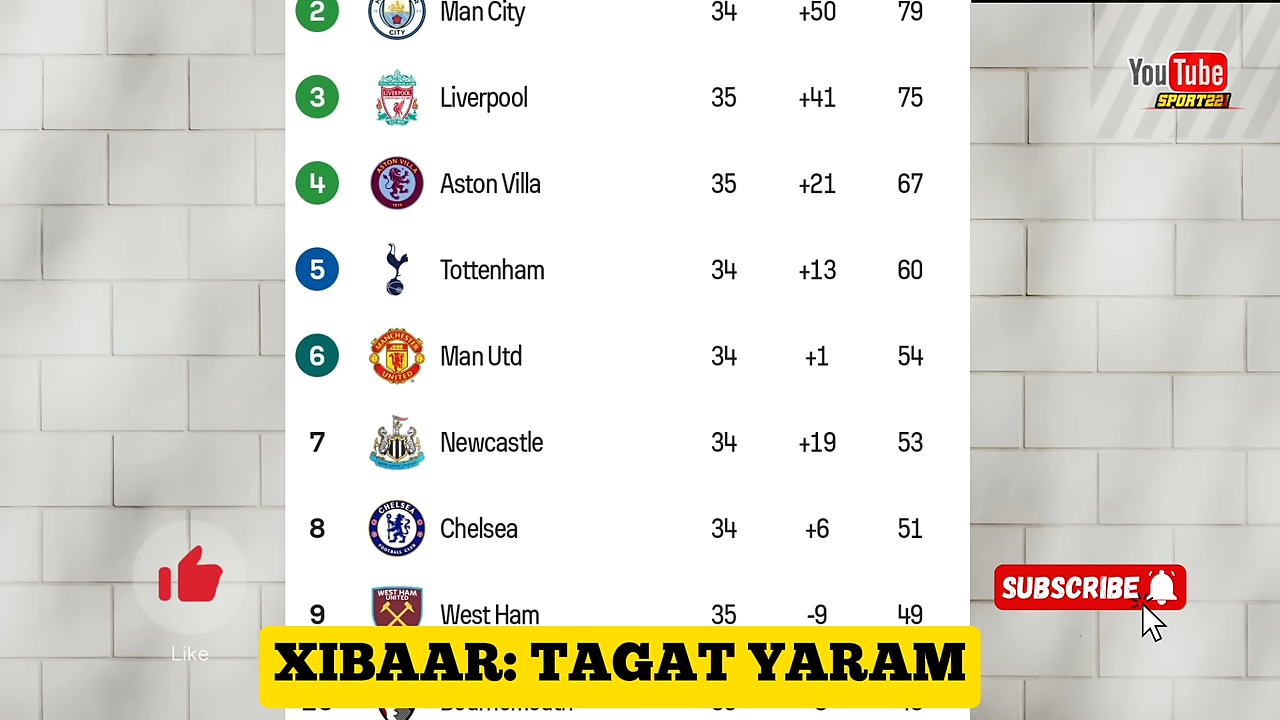 2 Man City 34 +50 79
YouTube
SPORT22
3 Liverpool 35 +41 75
4 Aston Villa 35 +21 67
5 Tottenham 34 +13 60
6 Man Utd 34 +1 54
7 Newcastle 34 +19 53
8 Chelsea 34 +6 51
SUBSCRIBE
9 West Ham 35 -9 49
Like
XIBAAR: TAGAT YARAM